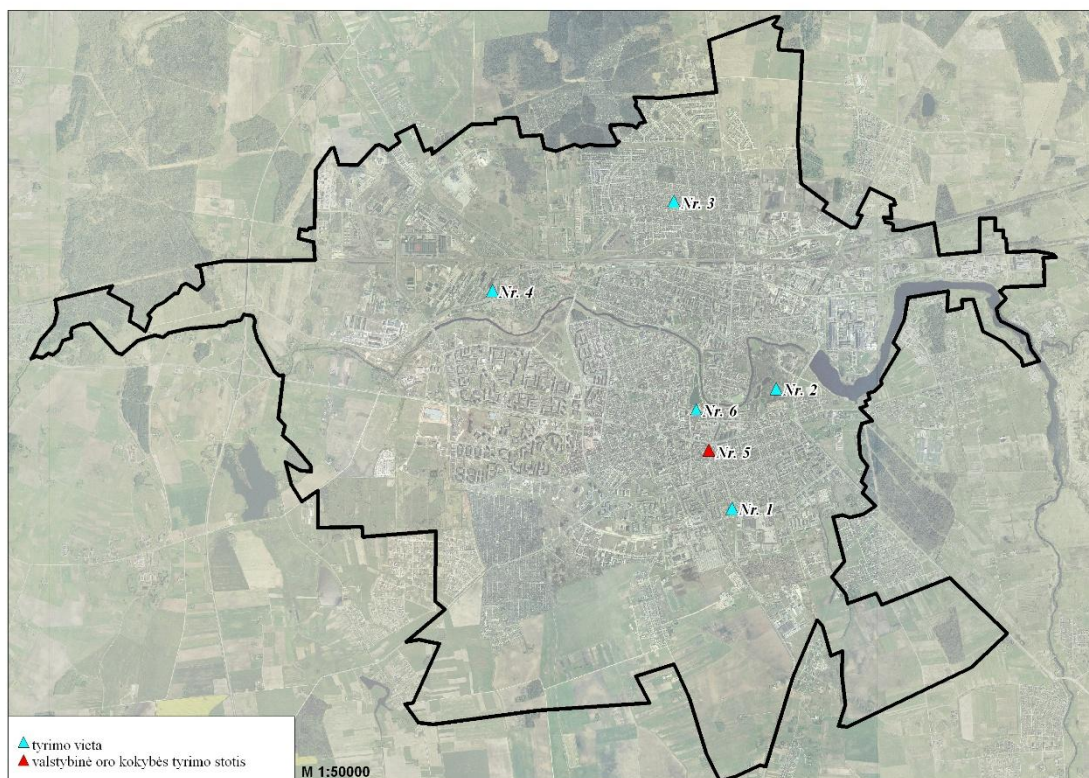 Nr. 3
Nr. 4
Nr. 2
Nr. 6
Nr. 5
Nr. 1
tyrimo vieta
valstybinė oro kokybės tyrimo stotis
M 1:50000